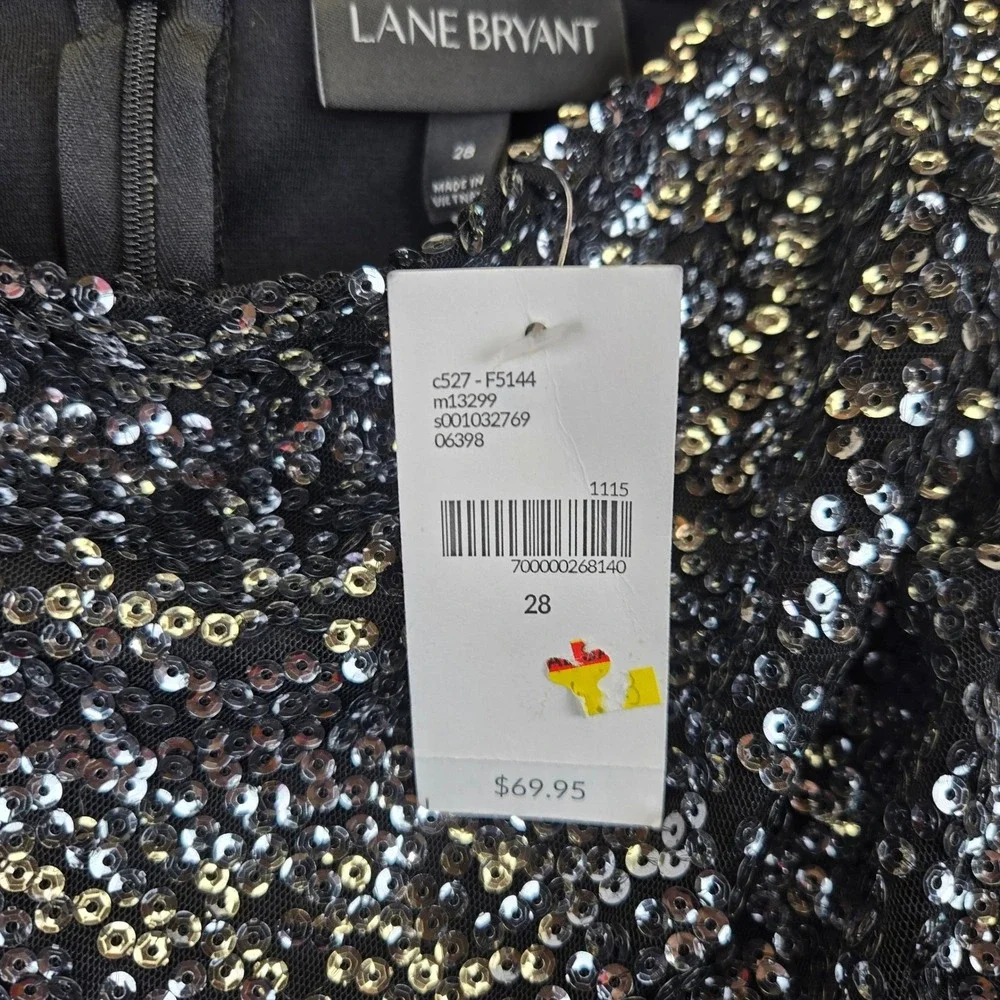 LANE BRYANT
28
MADE IN
VIETNAM
c527 - F5144
m13299
s001032769
06398
1115
700000268140
28
$69.95